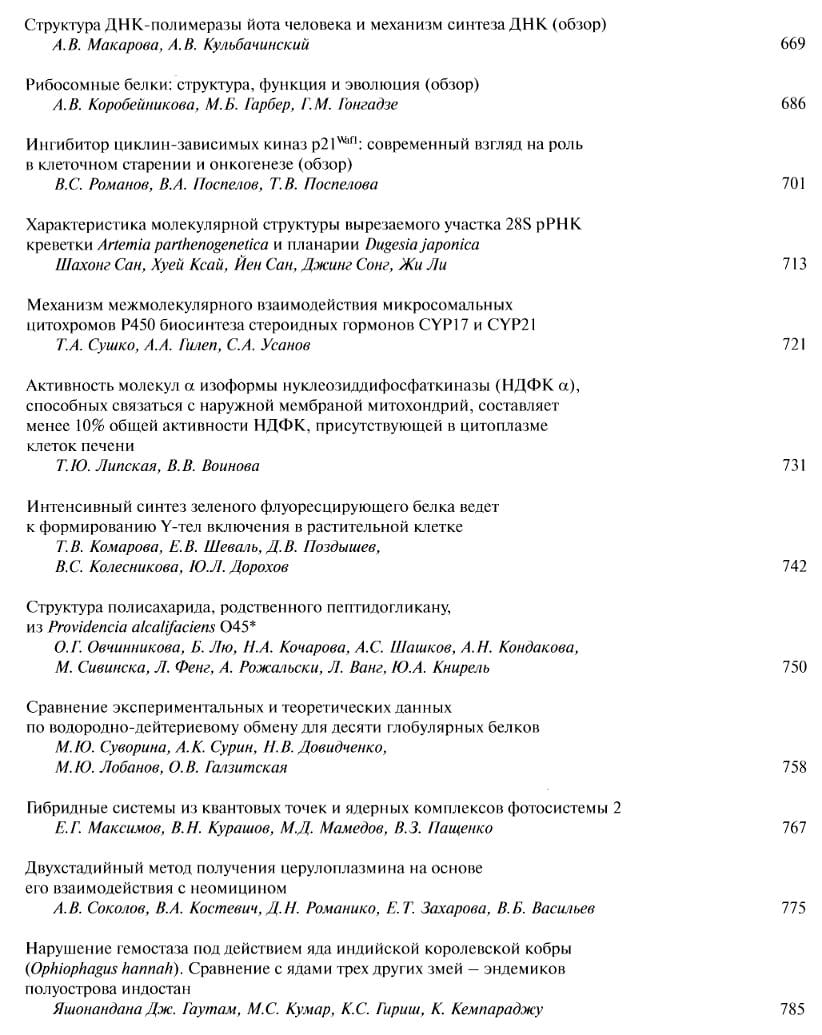 Структура ДНК-полимеразы йота человека и механизм синтеза ДНК (обзор)
А.В. Макарова, А.В. Кульбачинский 669
Рибосомные белки: структура, функция и эволюция (обзор)
А.В. Коробейникова, М.Б. Гарбер, Г.М. Гонгадзе 686
Ингибитор циклин-зависимых киназ p21Waf1: современный взгляд на роль
в клеточном старении и онкогенезе (обзор)
В.С. Романов, В.А. Поспелов, Т.В. Поспелова 701
Характеристика молекулярной структуры вырезаемого участка 28S рРНК
креветки Artemia parthenogenetica и планарии Dugesia japonica
Шахонг Сан, Хуей Ксай, Йен Сан, Джинг Сонг, Жи Ли 713
Механизм межмолекулярного взаимодействия микросомальных
цитохромов P450 биосинтеза стероидных гормонов CYP17 и CYP21
Т.А. Сушко, А.А. Гилеп, С.А. Усанов 721
Активность молекул α изоформы нуклеозиддифосфаткиназы (НДФК α),
способных связаться с наружной мембраной митохондрий, составляет
менее 10% общей активности НДФК, присутствующей в цитоплазме
клеток печени
Т.Ю. Липская, В.В. Воинова 731
Интенсивный синтез зеленого флуоресцирующего белка ведет
к формированию Y-тел включения в растительной клетке
Т.В. Комарова, Е.В. Шеваль, Д.В. Поздышев,
В.С. Колесникова, Ю.Л. Дорохов 742
Структура полисахарида, родственного пептидогликану,
из Providencia alcalifaciens O45*
О.Г. Овчинникова, Б. Лю, Н.А. Кочарова, А.С. Шашков, А.Н. Кондакова,
М. Сивинска, Л. Фенг, А. Рожальски, Л. Ванг, Ю.А. Книрель 750
Сравнение экспериментальных и теоретических данных
по водородно-дейтериевому обмену для десяти глобулярных белков
М.Ю. Суворина, А.К. Сурин, Н.В. Довидченко,
М.Ю. Лобанов, О.В. Галзитская 758
Гибридные системы из квантовых точек и ядерных комплексов фотосистемы 2
Е.Г. Максимов, В.Н. Курашов, М.Д. Мамедов, В.З. Пащенко 767
Двухстадийный метод получения церулоплазмина на основе
его взаимодействия с неомицином
А.В. Соколов, В.А. Костевич, Д.Н. Романико, Е.Т. Захарова, В.Б. Васильев 775
Нарушение гемостаза под действием яда индийской королевской кобры
(Ophiophagus hannah). Сравнение с ядами трех других змей – эндемиков
полуострова индостан
Яшонандана Дж. Гаутам, М.С. Кумар, К.С. Гириш, К. Кемпараджу 785